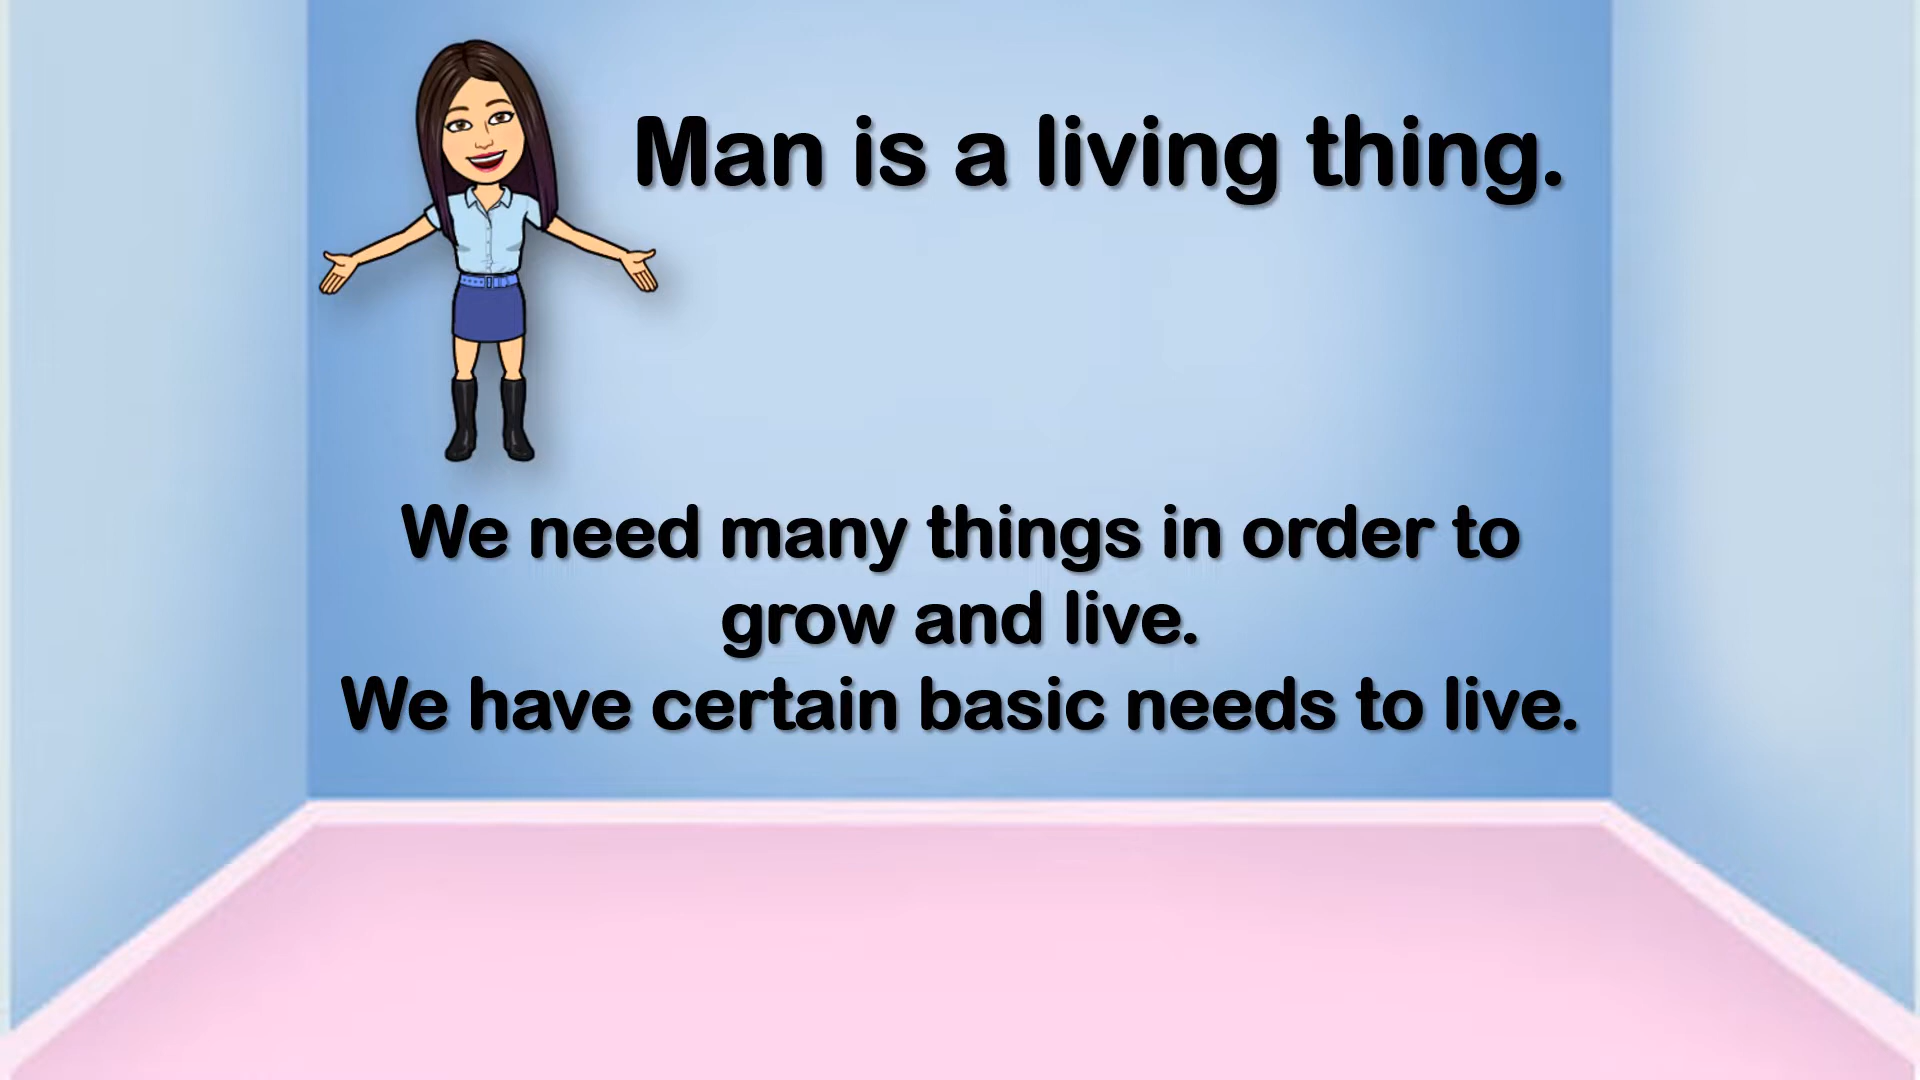 Man is a living thing.
We need many things in order to
grow and live.
We have certain basic needs to live.